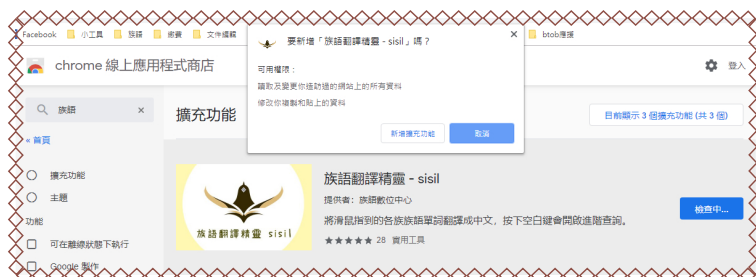 Facebook 小工具 族語 繳費 文件編輯 btob應援
要新增「族語翻譯精靈 - sisil」嗎？
可用權限：
讀取及變更你造訪過的網站上的所有資料
修改你複製和貼上的資料
新增擴充功能 取消
chrome 線上應用程式商店 登入
族語
« 首頁
擴充功能
主題
功能
可在離線狀態下執行
Google 製作
擴充功能 目前顯示 3 個擴充功能 (共 3 個)
族語翻譯精靈 sisil
族語翻譯精靈 - sisil
提供者：族語數位中心
將滑鼠指到的各族族語單詞翻譯成中文，按下空白鍵會開啟進階查詢。
★★★★★ 28 實用工具
檢查中...